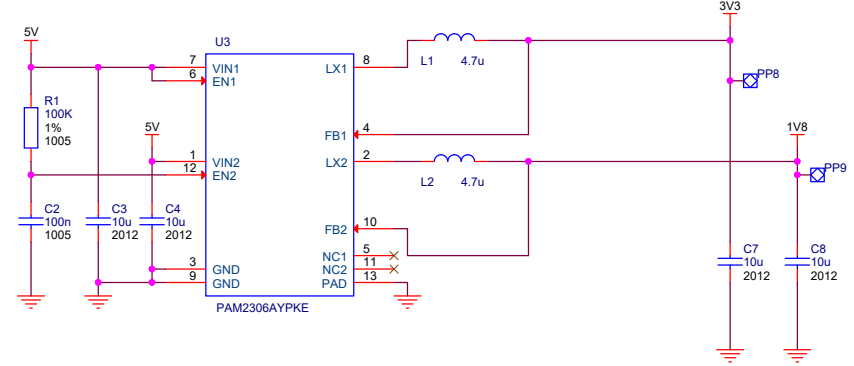 3V3
5V
U3
7
VIN1
LX1
8
6
EN1
L1
4.7u
PP8
R1
100K
1%
1005
5V
FB1
4
1V8
1
VIN2
LX2
2
12
EN2
L2
4.7u
PP9
C2
100n
1005
C3
10u
2012
C4
10u
2012
FB2
10
NC1
5
NC2
11
3
GND
9
GND
PAD
13
C7
10u
2012
C8
10u
2012
PAM2306AYPKE